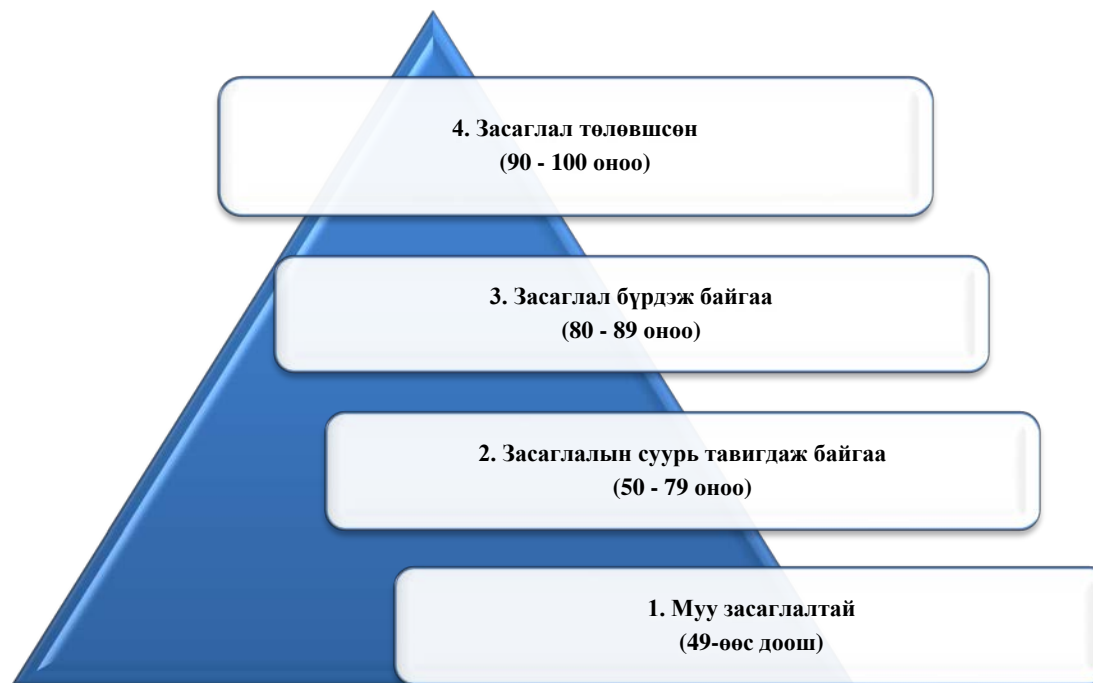 4. Засаглал төлөвшсөн
(90 - 100 оноо)
3. Засаглал бүрдэж байгаа
(80 - 89 оноо)
2. Засаглалын суурь тавигдаж байгаа
(50 - 79 оноо)
1. Муу засаглалтай
(49-өөс доош)